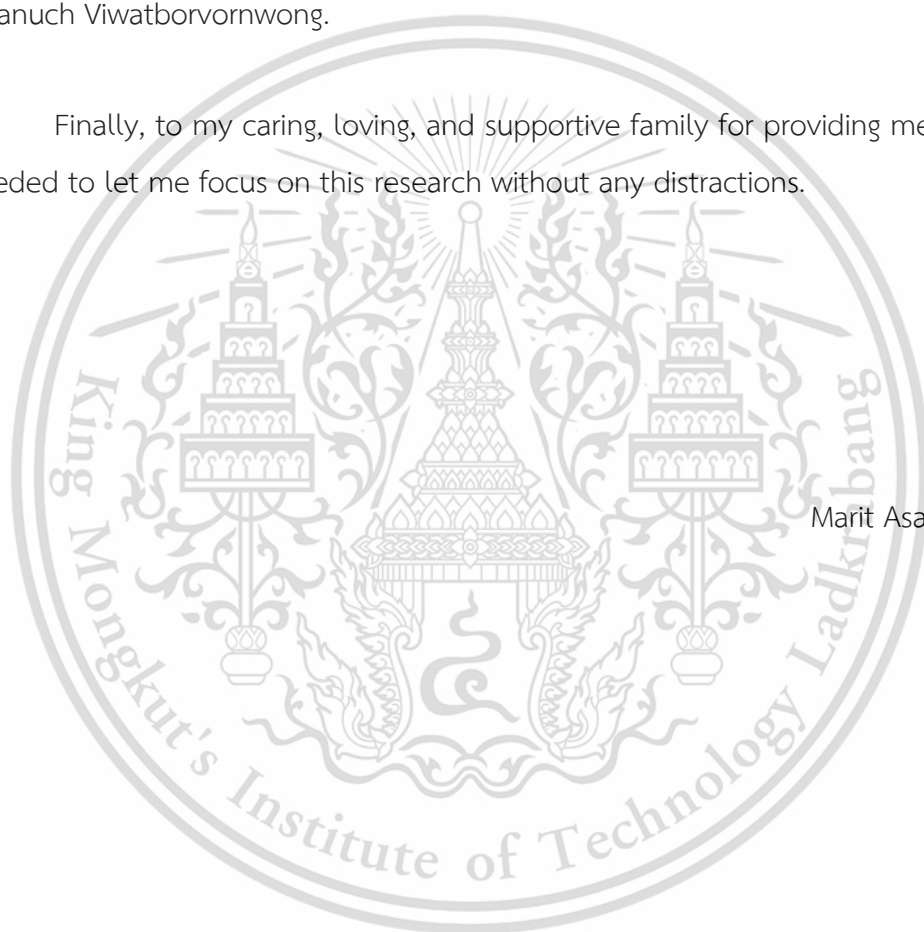 anuch Viwatborvornwong.
Finally, to my caring, loving, and supportive family for providing me
eded to let me focus on this research without any distractions.
Marit Asa
King Mongkut's Institute of Technology Ladkrabang